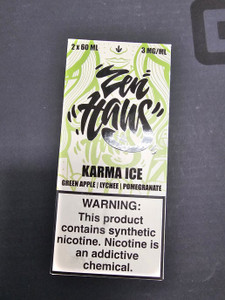 2 x 60 ML 3 MG/ML
Zen
Haus
KARMA ICE
GREEN APPLE | LYCHEE | POMEGRANATE
WARNING:
This product
contains synthetic
nicotine. Nicotine is
an addictive
chemical.